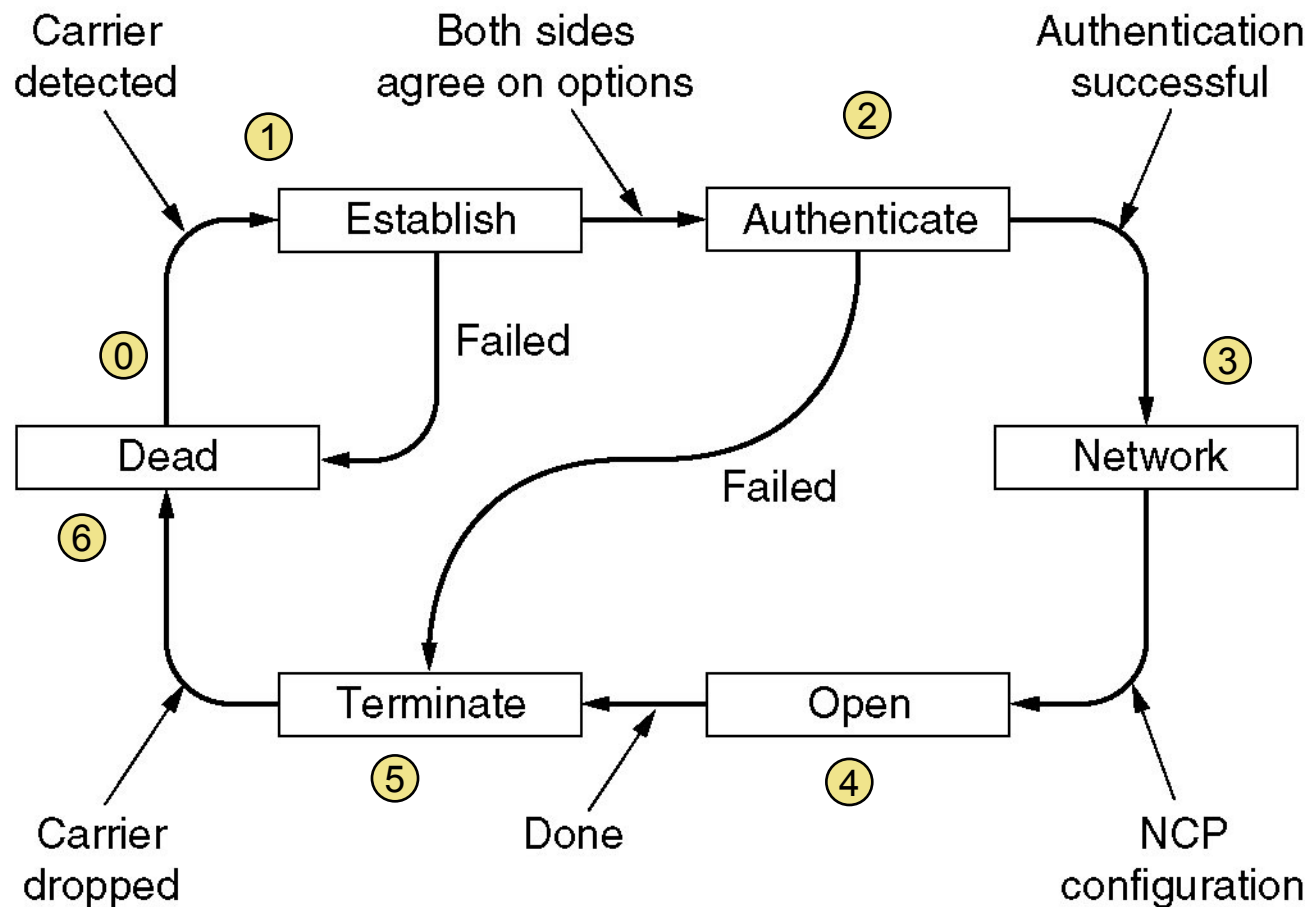 Carrier
detected
Both sides
agree on options
Authentication
successful
1
2
Establish
Authenticate
Failed
0
3
Dead
Network
Failed
6
Terminate
Open
5
4
Carrier
dropped
Done
NCP
configuration